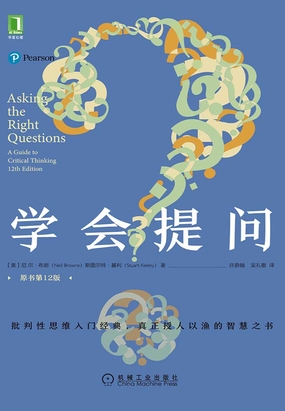 Pearson
Asking
the
Right
Questions
A Guide to
Critical Thinking
12th Edition
学会提问
原书第12版
[美] 尼尔·布朗 (Neil Browne) 斯图尔特·基利 (Stuart Keeley) 著
许蔚翰 吴礼敬 译
批判性思维入门经典,真正授人以渔的智慧之书
机械工业出版社
China Machine Press